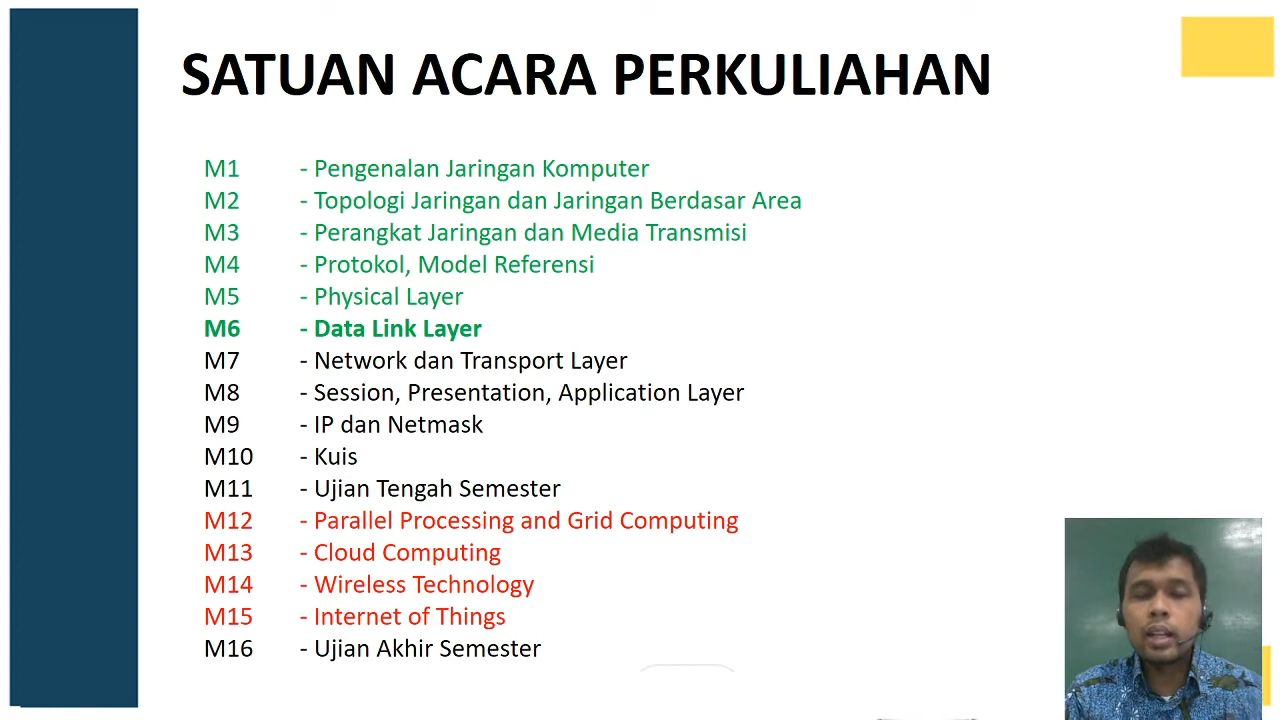 SATUAN ACARA PERKULIAHAN
M1 - Pengenalan Jaringan Komputer
M2 - Topologi Jaringan dan Jaringan Berdasar Area
M3 - Perangkat Jaringan dan Media Transmisi
M4 - Protokol, Model Referensi
M5 - Physical Layer
M6 - Data Link Layer
M7 - Network dan Transport Layer
M8 - Session, Presentation, Application Layer
M9 - IP dan Netmask
M10 - Kuis
M11 - Ujian Tengah Semester
M12 - Parallel Processing and Grid Computing
M13 - Cloud Computing
M14 - Wireless Technology
M15 - Internet of Things
M16 - Ujian Akhir Semester